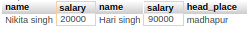 name salary name salary head_place
Nikita singh 20000 Hari singh 90000 madhapur